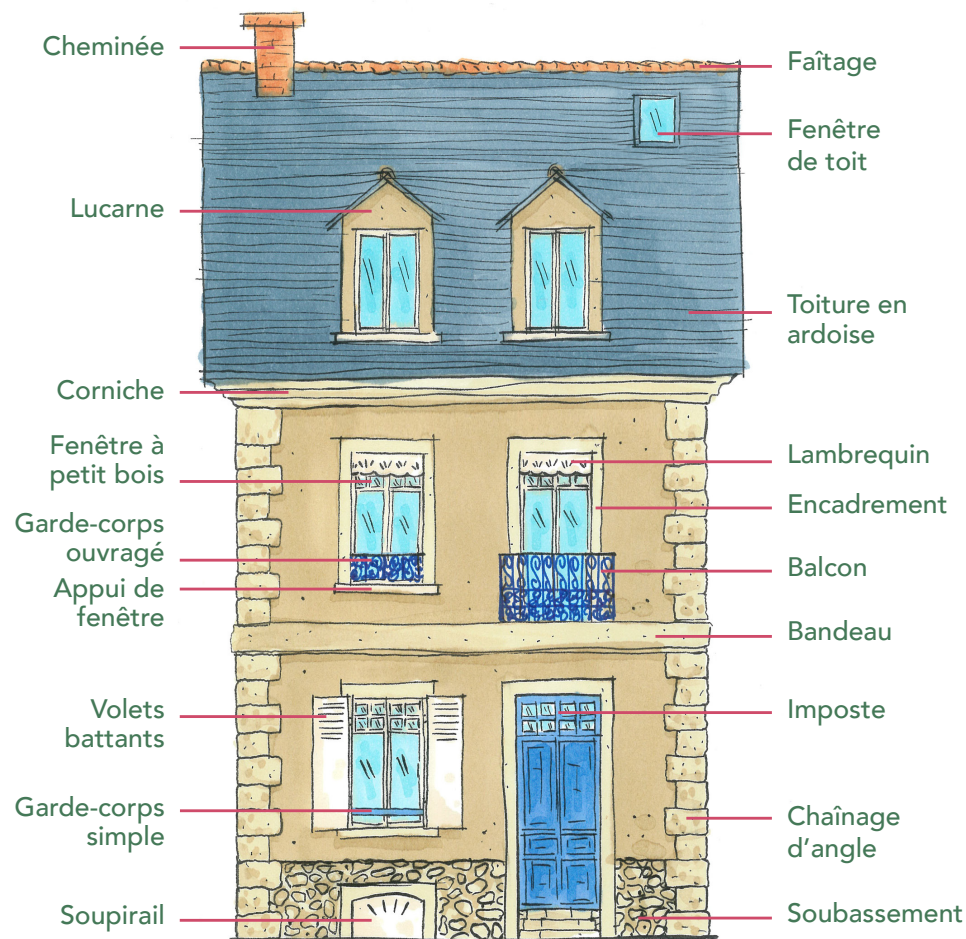 Cheminée
Faîtage
Fenêtre
de toit
Lucarne
Toiture en
ardoise
Corniche
Fenêtre à
petit bois
Lambrequin
Encadrement
Garde-corps
ouvragé
Balcon
Appui de
fenêtre
Bandeau
Volets
battants
Imposte
Garde-corps
simple
Chaînage
d'angle
Soupirail
Soubassement